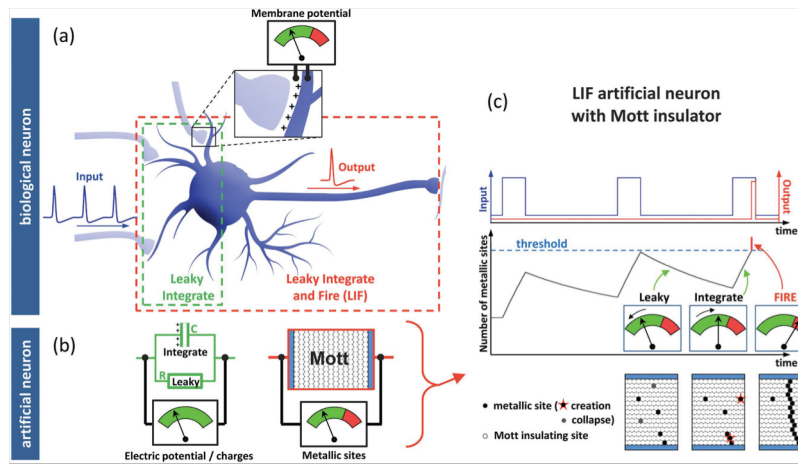 biological neuron
(a)
Membrane potential
+
+
+
+
+
Input
Output
Leaky
Integrate
Leaky Integrate
and Fire (LIF)
artificial neuron
(b)
C
Integrate
R
Leaky
Electric potential / charges
Mott
Metallic sites
(c)
LIF artificial neuron
with Mott insulator
Input
Output
time
threshold
Number of metallic sites
Leaky
Integrate
FIRE
time
metallic site ( creation
collapse)
Mott insulating site